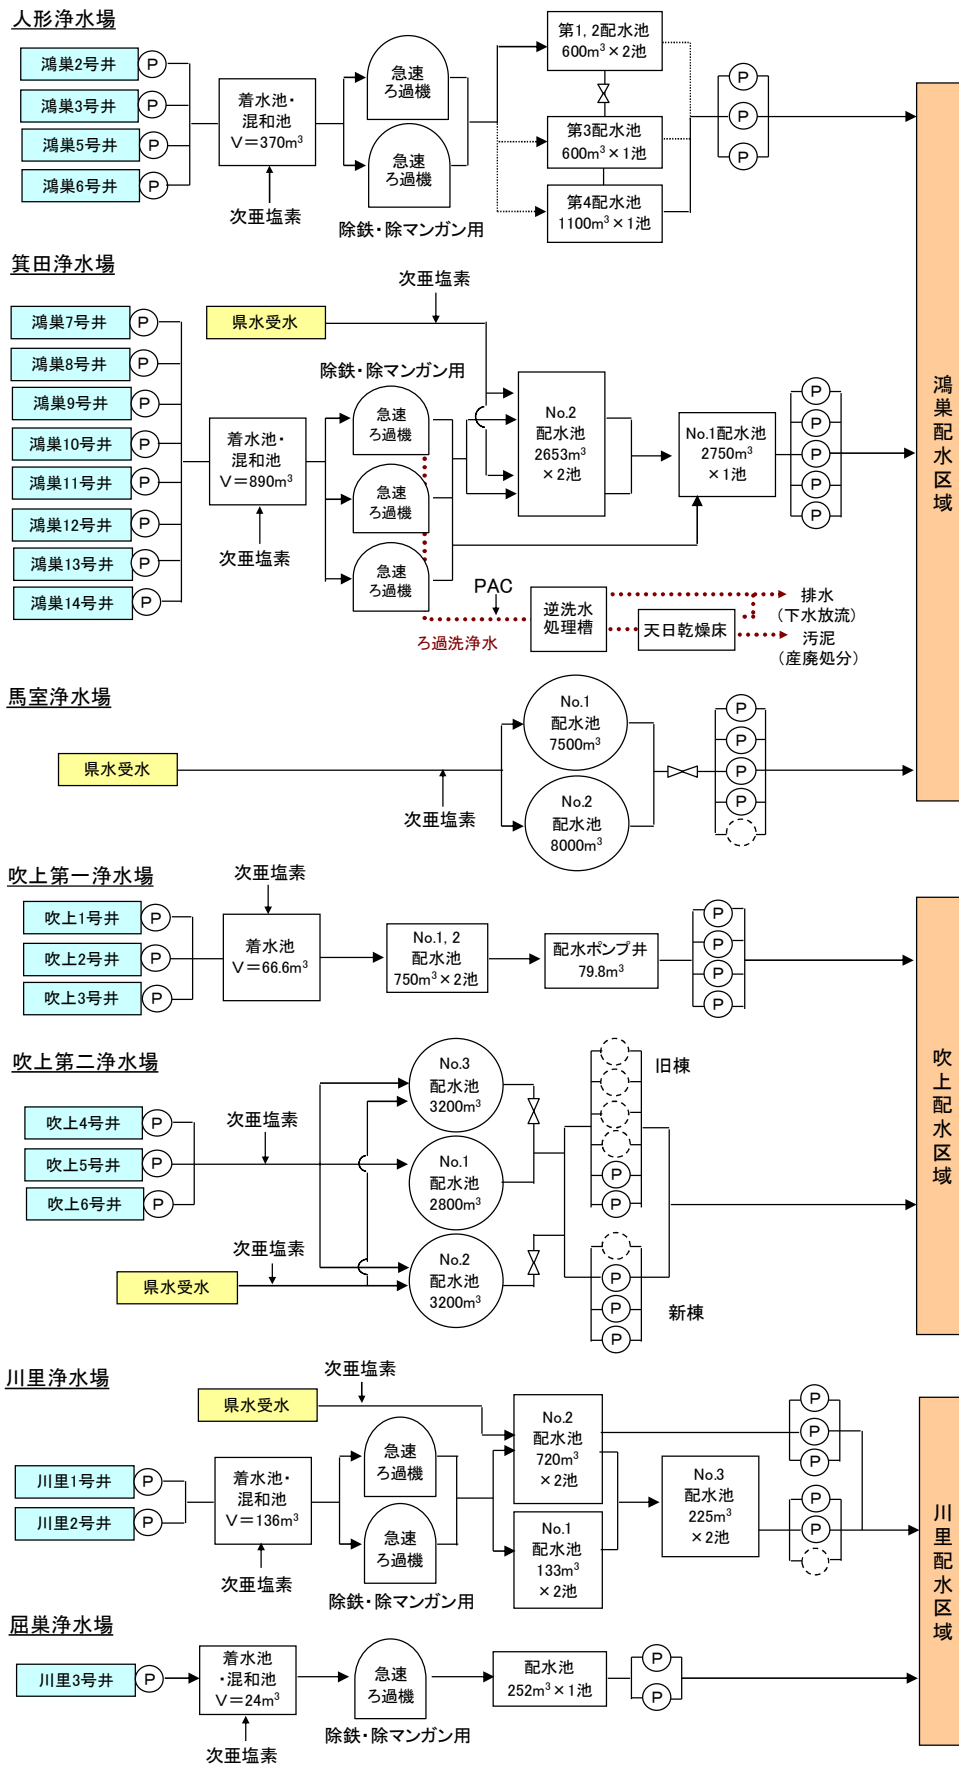 人形浄水場
鴻巣2号井
P
鴻巣3号井
P
鴻巣5号井
P
鴻巣6号井
P
着水池・
混和池
V=370m³
次亜塩素
急速
ろ過機
急速
ろ過機
除鉄・除マンガン用
第1, 2配水池
600m³×2池
第3配水池
600m³×1池
第4配水池
1100m³×1池
P
P
P
箕田浄水場
鴻巣7号井
P
鴻巣8号井
P
鴻巣9号井
P
鴻巣10号井
P
鴻巣11号井
P
鴻巣12号井
P
鴻巣13号井
P
鴻巣14号井
P
県水受水
次亜塩素
着水池・
混和池
V=890m³
次亜塩素
除鉄・除マンガン用
急速
ろ過機
急速
ろ過機
急速
ろ過機
No.2
配水池
2653m³
×2池
No.1配水池
2750m³
×1池
P
P
P
P
P
ろ過洗浄水
PAC
逆洗水
処理槽
天日乾燥床
排水
(下水放流)
汚泥
(産廃処分)
馬室浄水場
県水受水
次亜塩素
No.1
配水池
7500m³
No.2
配水池
8000m³
P
P
P
P
鴻巣配水区域
吹上第一浄水場
吹上1号井
P
吹上2号井
P
吹上3号井
P
次亜塩素
着水池
V=66.6m³
No.1, 2
配水池
750m³×2池
配水ポンプ井
79.8m³
P
P
P
P
吹上第二浄水場
吹上4号井
P
吹上5号井
P
吹上6号井
P
次亜塩素
県水受水
次亜塩素
No.3
配水池
3200m³
No.1
配水池
2800m³
No.2
配水池
3200m³
旧棟
P
P
新棟
P
P
P
吹上配水区域
川里浄水場
県水受水
次亜塩素
川里1号井
P
川里2号井
P
着水池・
混和池
V=136m³
次亜塩素
急速
ろ過機
急速
ろ過機
除鉄・除マンガン用
No.2
配水池
720m³
×2池
No.1
配水池
133m³
×2池
No.3
配水池
225m³
×2池
P
P
P
P
P
屈巣浄水場
川里3号井
P
着水池
・混和池
V=24m³
次亜塩素
急速
ろ過機
除鉄・除マンガン用
配水池
252m³×1池
P
P
川里配水区域